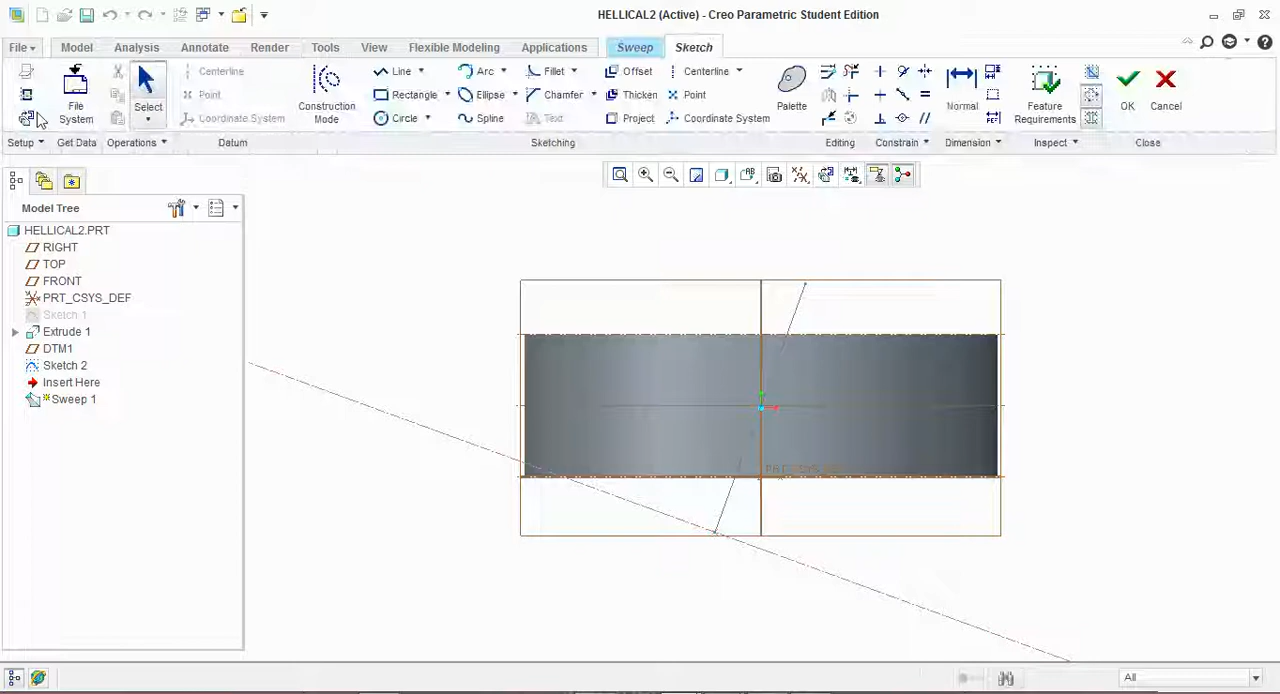 HELLICAL2 (Active) - Creo Parametric Student Edition
File Model Analysis Annotate Render Tools View Flexible Modeling Applications Sweep Sketch
File System
Select
Centerline
Point
Coordinate System
Construction Mode
Line
Rectangle
Circle
Arc
Ellipse
Spline
Fillet
Chamfer
Text
Offset
Thicken
Project
Centerline
Point
Coordinate System
Palette
Normal
Feature Requirements
OK
Cancel
Setup Get Data Operations Datum Sketching Editing Constrain Dimension Inspect Close
Model Tree
HELLICAL2.PRT
RIGHT
TOP
FRONT
PRT_CSYS_DEF
Sketch 1
Extrude 1
DTM1
Sketch 2
Insert Here
Sweep 1
All